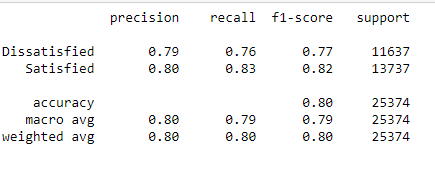 precision recall f1-score support
Dissatisfied 0.79 0.76 0.77 11637
Satisfied 0.80 0.83 0.82 13737
accuracy 0.80 25374
macro avg 0.80 0.79 0.79 25374
weighted avg 0.80 0.80 0.80 25374